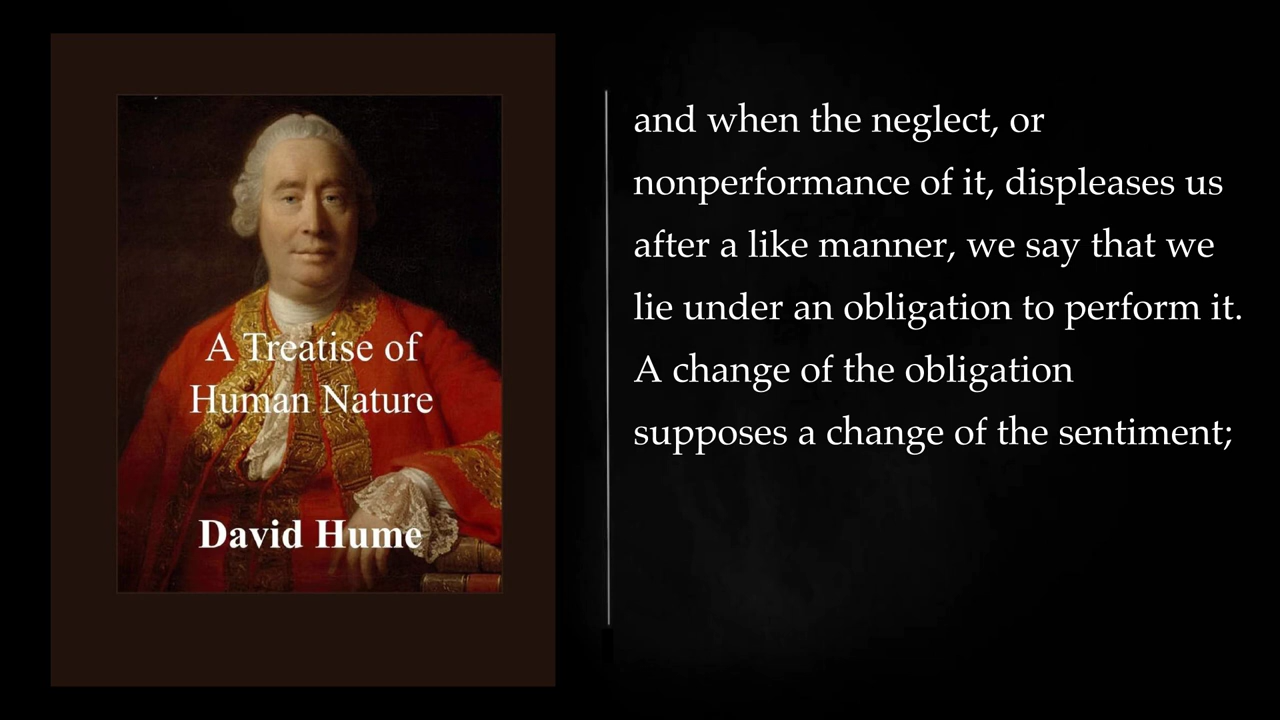 A Treatise of
Human Nature
David Hume
and when the neglect, or
nonperformance of it, displeases us
after a like manner, we say that we
lie under an obligation to perform it.
A change of the obligation
supposes a change of the sentiment;